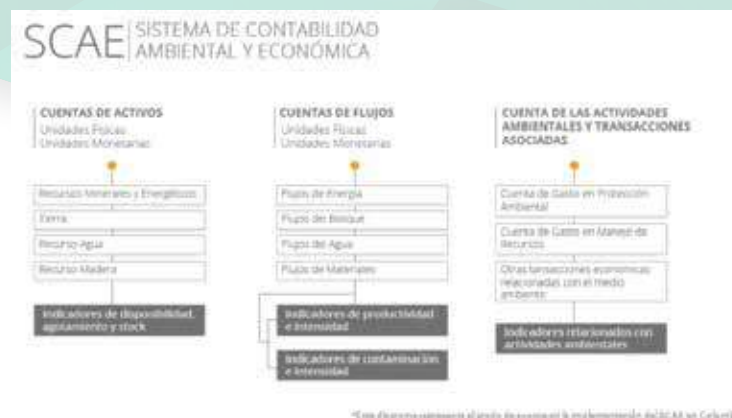 SCAE SISTEMA DE CONTABILIDAD
AMBIENTAL Y ECONÓMICA
CUENTAS DE ACTIVOS
Unidades Físicas
Unidades Monetarias
Recursos Minerales y Energéticos
Tierra
Recurso Agua
Recurso Madera
Indicadores de disponibilidad,
agotamiento y stock
CUENTAS DE FLUJOS
Unidades Físicas
Unidades Monetarias
Flujos de Energía
Flujos del Bosque
Flujos del Agua
Flujos de Materiales
Indicadores de productividad
e intensidad
Indicadores de contaminación
e intensidad
CUENTA DE LAS ACTIVIDADES
AMBIENTALES Y TRANSACCIONES
ASOCIADAS
Cuenta de Gasto en Protección
Ambiental
Cuenta de Gasto en Manejo de
Recursos
Otras transacciones económicas
relacionadas con el medio
ambiente
Indicadores relacionados con
actividades ambientales